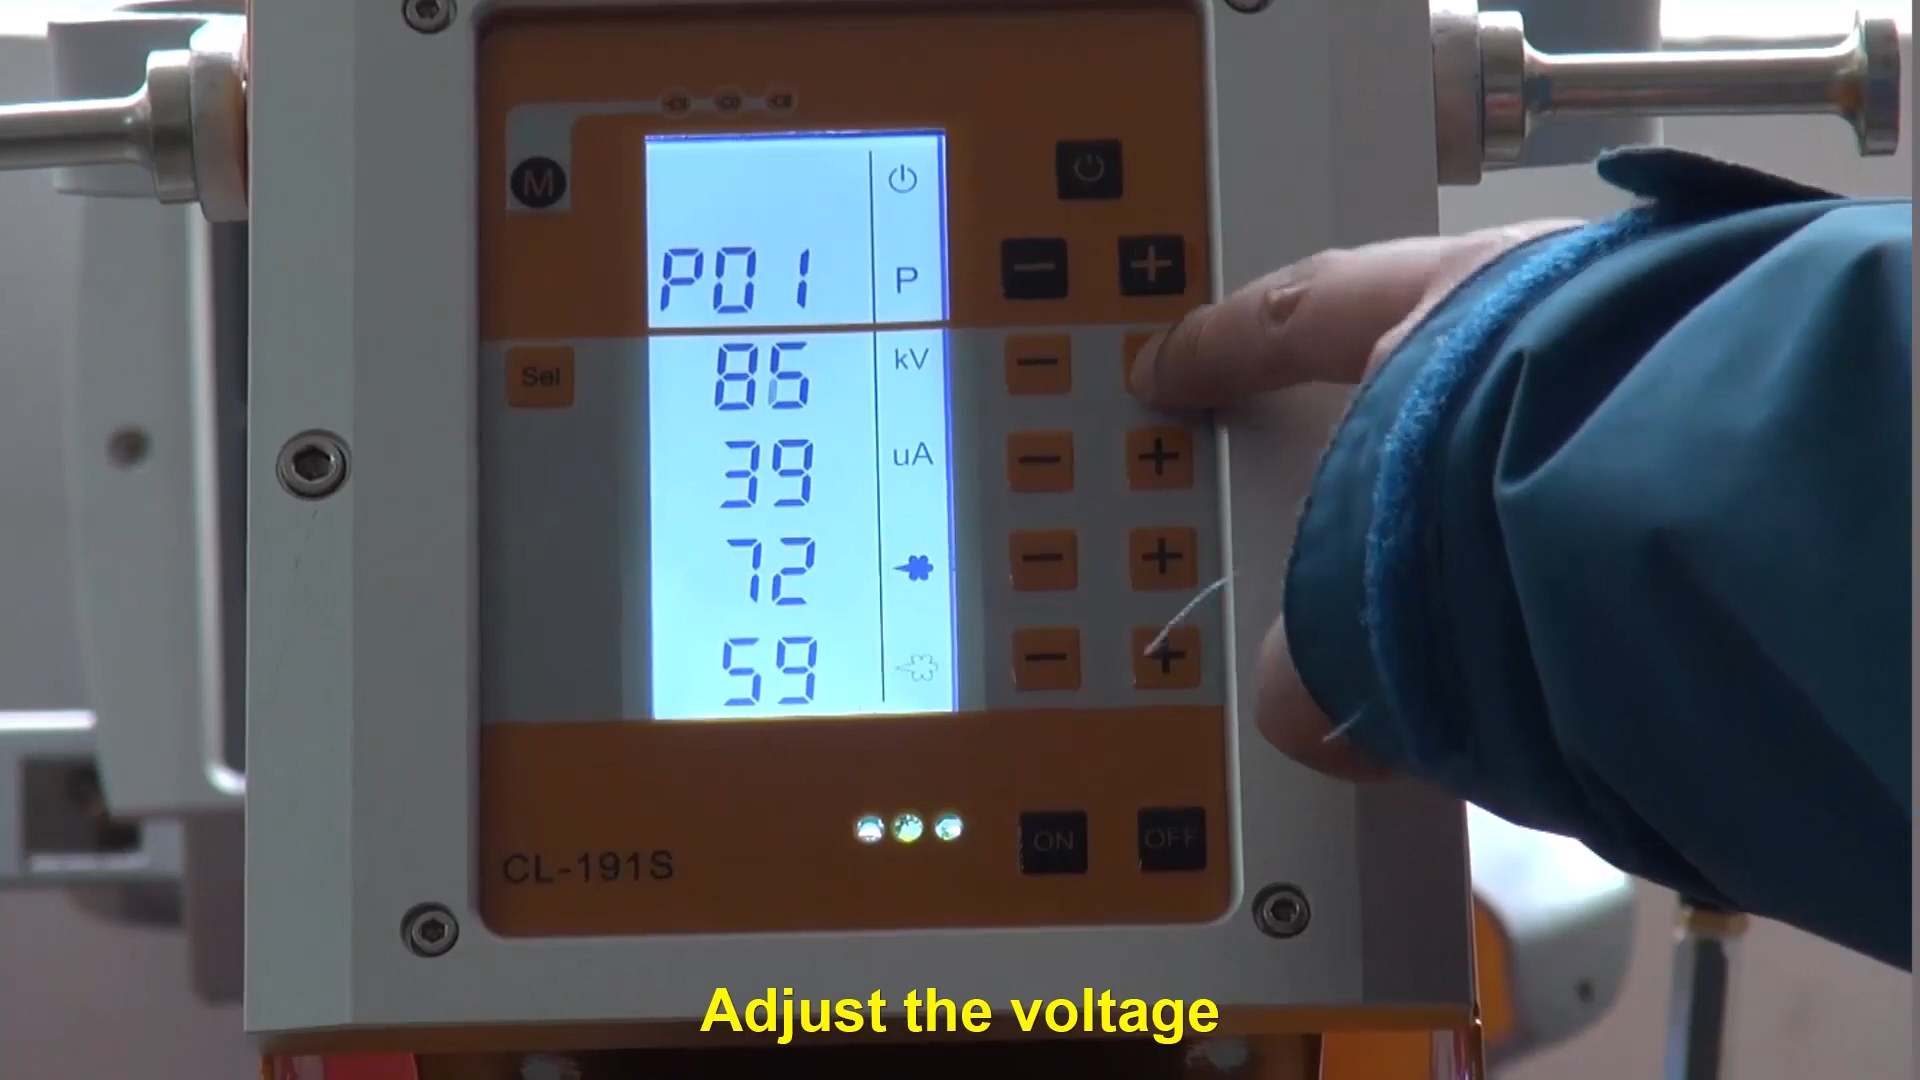 M
P01
P
Sel
85
kV
39
uA
72
59
ON
OFF
CL-191S
Adjust the voltage